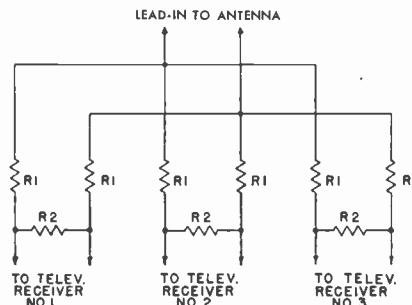 LEAD-IN TO ANTENNA
R1 R1 R1 R1 R1 R
R2 R2 R2
TO TELEV. RECEIVER NO.1
TO TELEV. RECEIVER NO.2
TO TELEV. RECEIVER NO.3